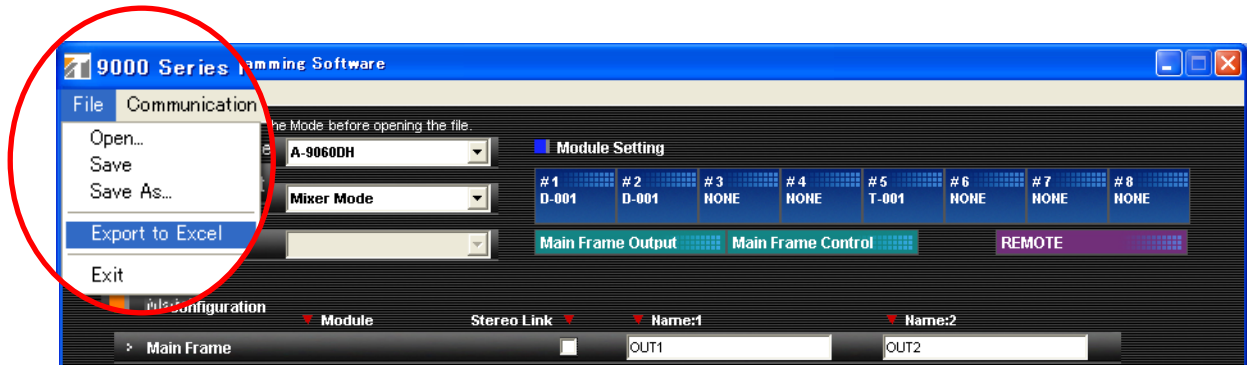 9000 Series ramming Software
File Communication
Open...
Save
Save As...
Export to Excel
Exit
he Mode before opening the file.
A-9060DH
Mixer Mode
Module Setting
#1 #2 #3 #4 #5 #6 #7 #8
D-001 D-001 NONE NONE T-001 NONE NONE NONE
Main Frame Output Main Frame Control REMOTE
onfiguration
Module Stereo Link Name:1 Name:2
Main Frame OUT1 OUT2